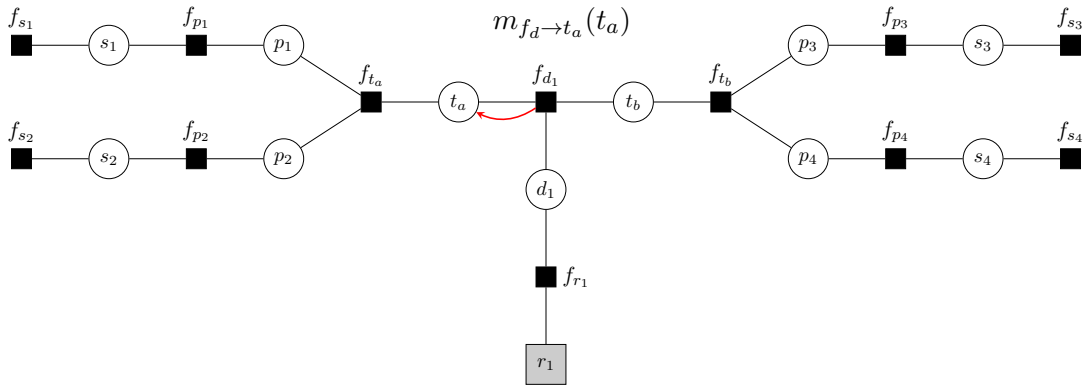 m_{f_d→t_a}(t_a)
f_{s_1} f_{p_1} f_{p_3} f_{s_3}
s_1 p_1 p_3 s_3
f_{t_a} f_{d_1} f_{t_b}
t_a t_b
f_{s_2} f_{p_2} f_{p_4} f_{s_4}
s_2 p_2 p_4 s_4
d_1
f_{r_1}
r_1